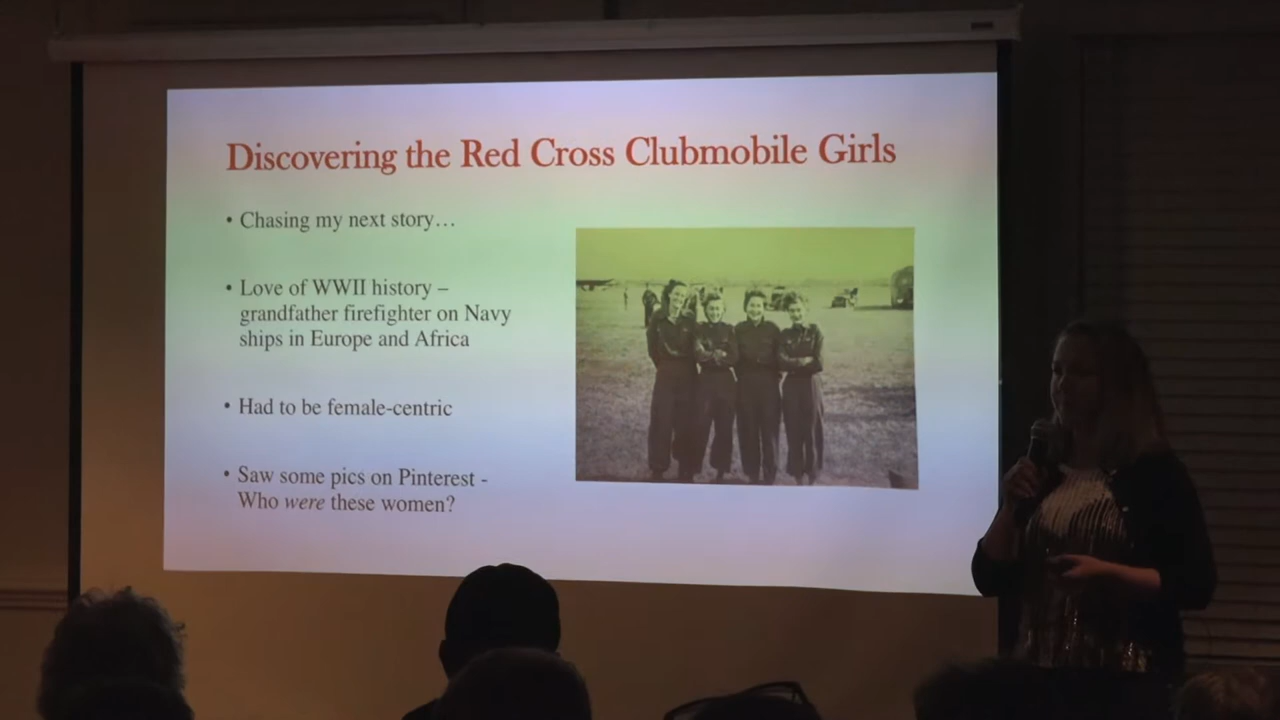 Discovering the Red Cross Clubmobile Girls
• Chasing my next story…
• Love of WWII history –
grandfather firefighter on Navy
ships in Europe and Africa
• Had to be female-centric
• Saw some pics on Pinterest -
Who were these women?